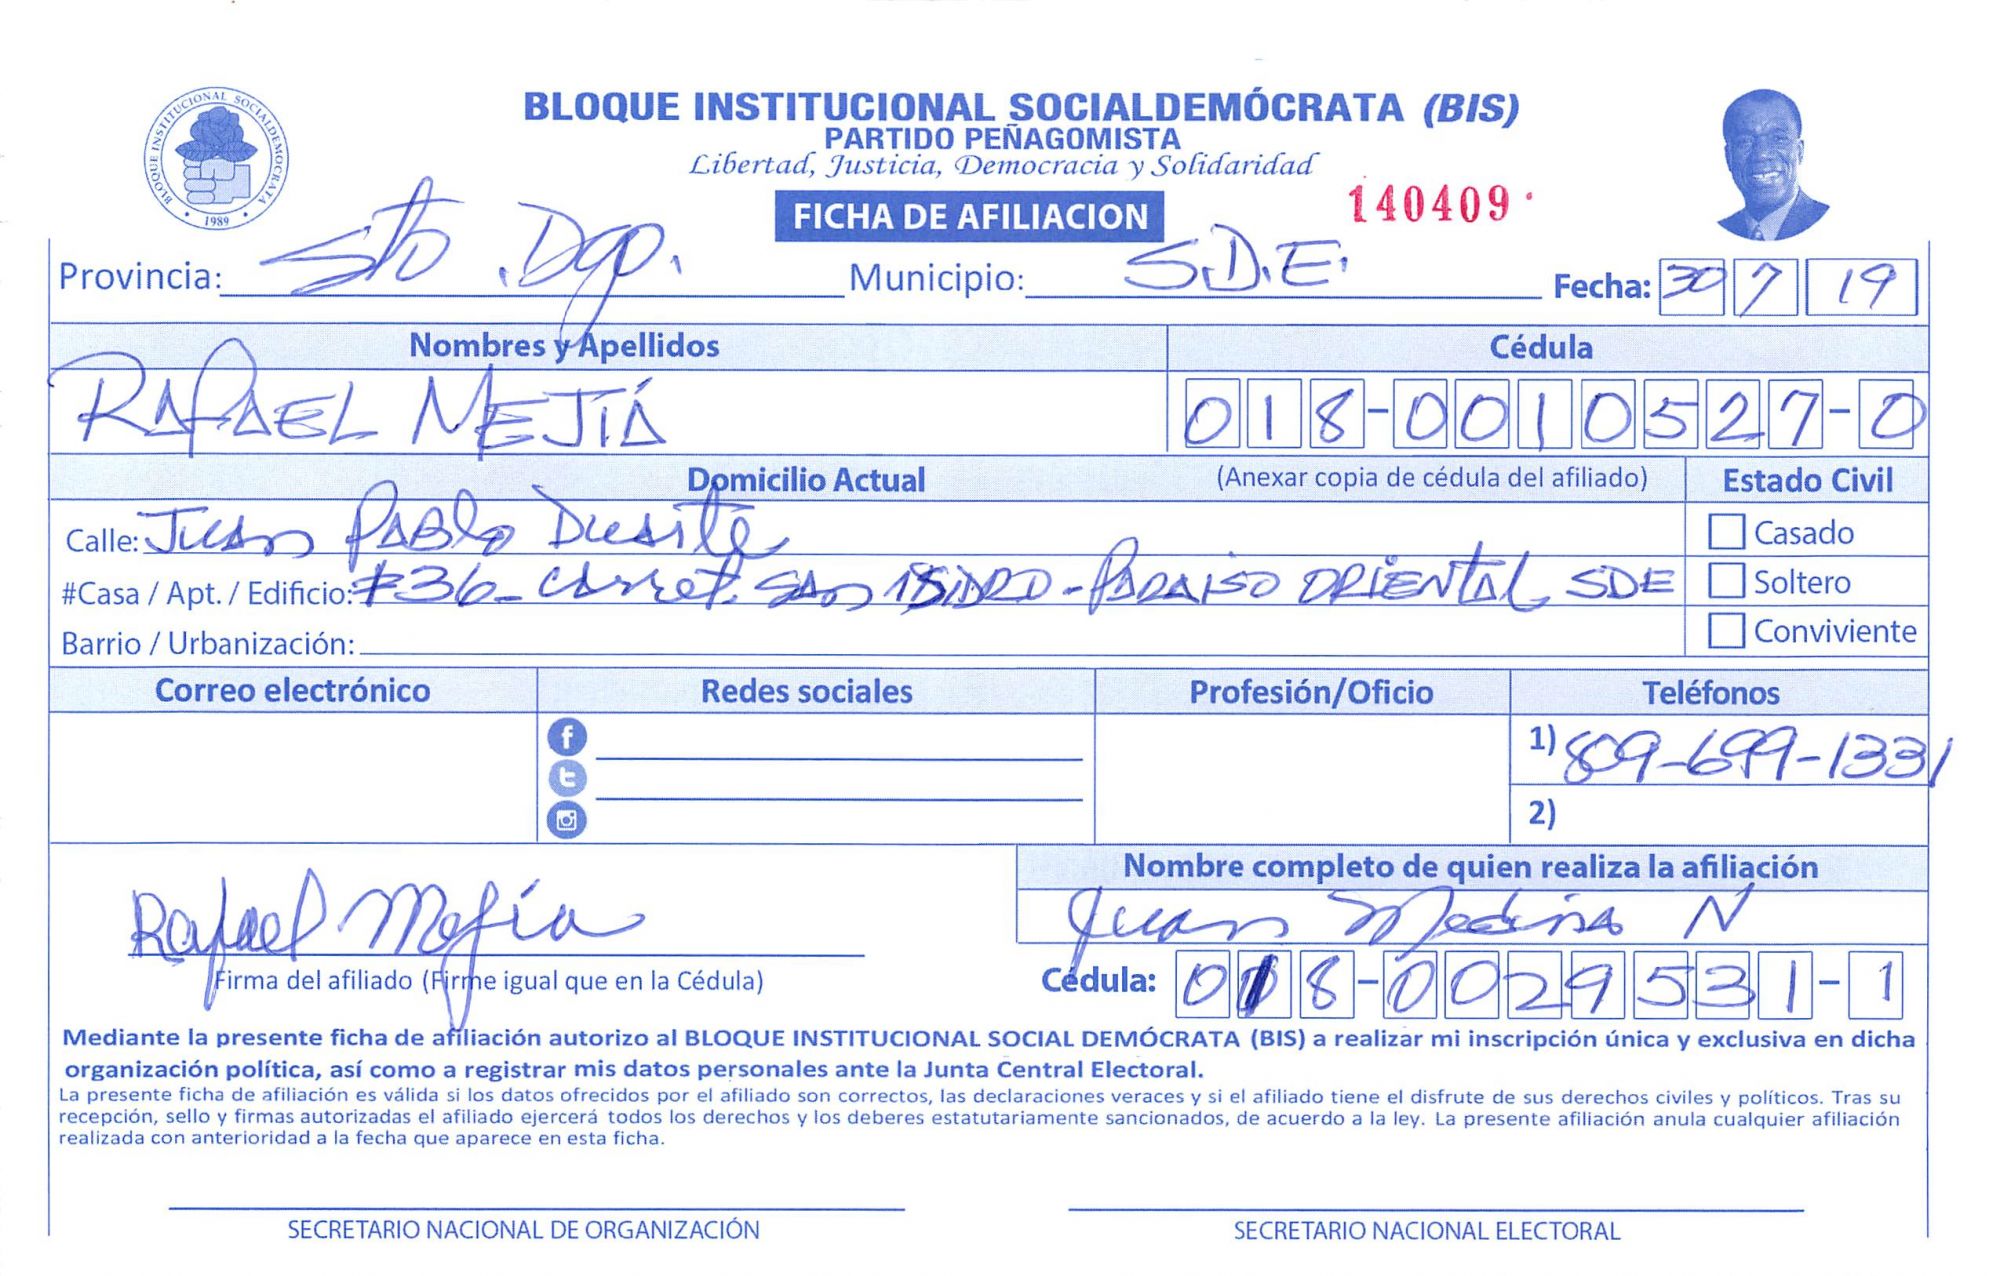 BLOQUE INSTITUCIONAL SOCIALDEMOCRATA
1989
BLOQUE INSTITUCIONAL SOCIALDEMÓCRATA (BIS)
PARTIDO PEÑAGOMISTA
Libertad, Justicia, Democracia y Solidaridad
FICHA DE AFILIACION
140409
Provincia: Sto. Dgo. Municipio: S.D.E. Fecha: 30 7 19
Nombres y Apellidos Cédula
RAFAEL MEJÍA 018-0010527-0
Domicilio Actual (Anexar copia de cédula del afiliado) Estado Civil
Calle: Juan Pablo Duarte Casado
#Casa / Apt. / Edificio: #36- Carret. San ISIDRO - PARAISO ORIENTAL SDE Soltero
Barrio / Urbanización: Conviviente
Correo electrónico Redes sociales Profesión/Oficio Teléfonos
1) 809-699-1331
2)
Nombre completo de quien realiza la afiliación
Rafael Mejía Juan Medina N
Firma del afiliado (Firme igual que en la Cédula) Cédula: 018-0029531-1
Mediante la presente ficha de afiliación autorizo al BLOQUE INSTITUCIONAL SOCIAL DEMÓCRATA (BIS) a realizar mi inscripción única y exclusiva en dicha
organización política, así como a registrar mis datos personales ante la Junta Central Electoral.
La presente ficha de afiliación es válida si los datos ofrecidos por el afiliado son correctos, las declaraciones veraces y si el afiliado tiene el disfrute de sus derechos civiles y políticos. Tras su
recepción, sello y firmas autorizadas el afiliado ejercerá todos los derechos y los deberes estatutariamente sancionados, de acuerdo a la ley. La presente afiliación anula cualquier afiliación
realizada con anterioridad a la fecha que aparece en esta ficha.
SECRETARIO NACIONAL DE ORGANIZACIÓN SECRETARIO NACIONAL ELECTORAL